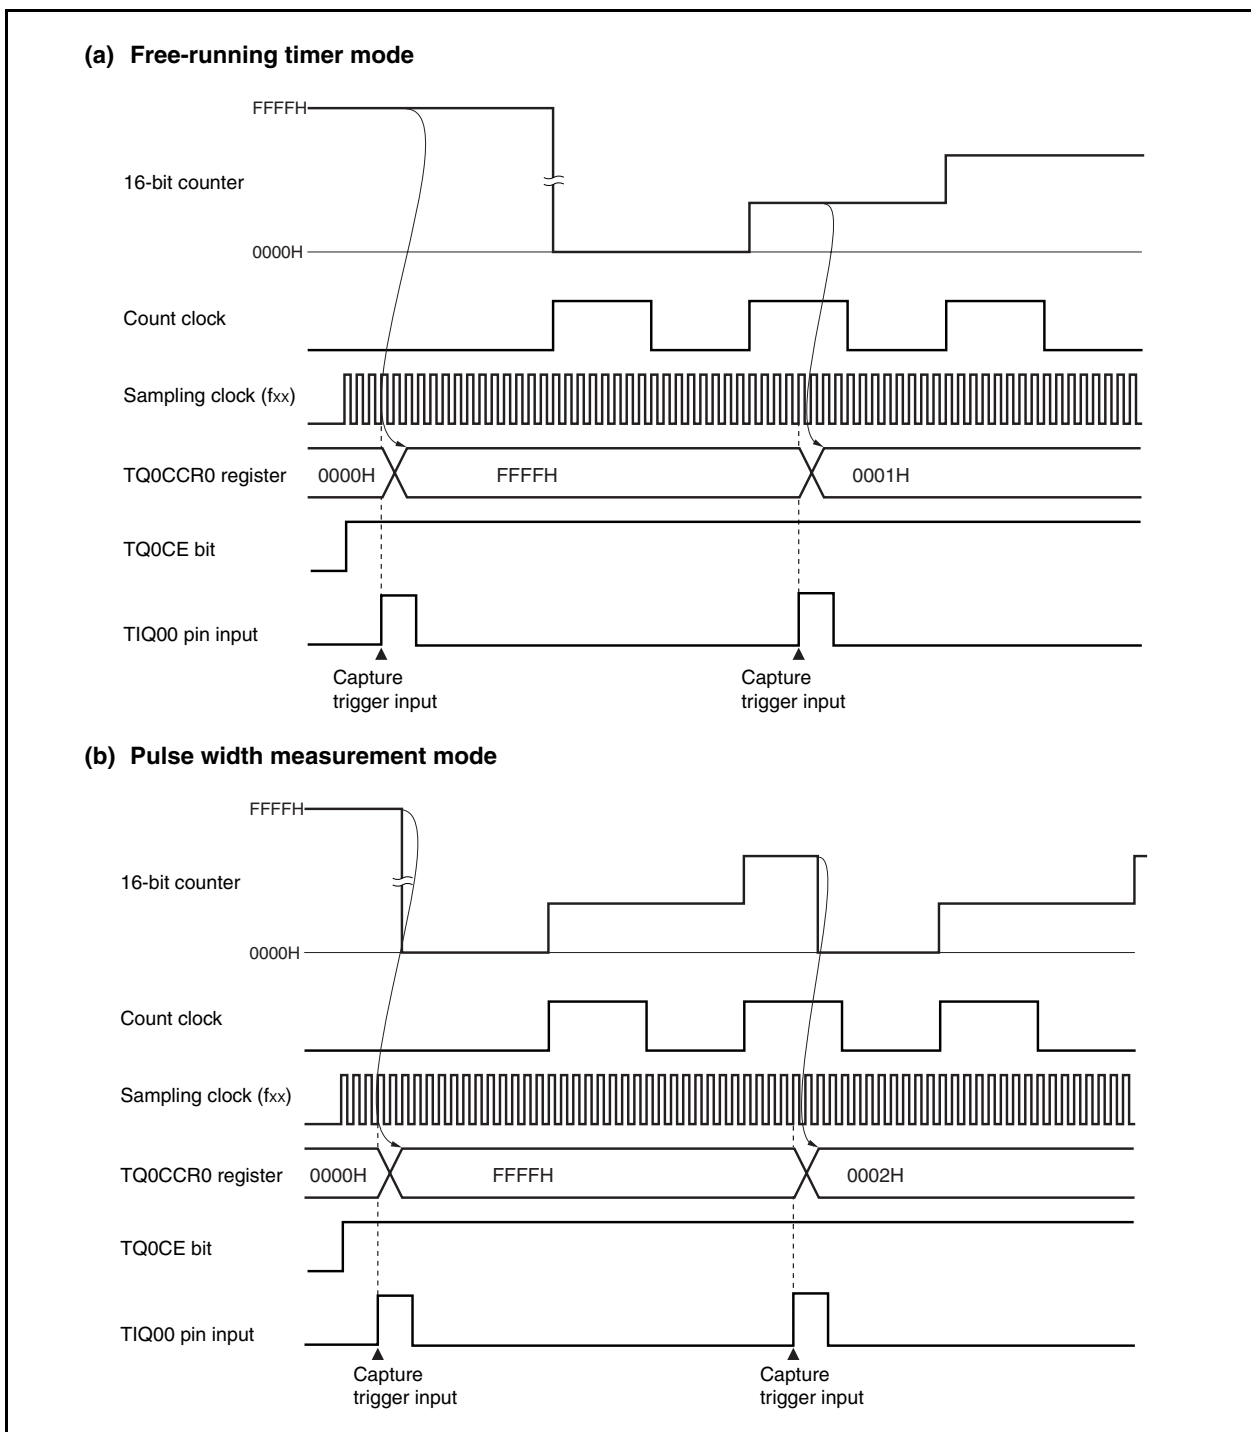 (a) Free-running timer mode
FFFFH
16-bit counter
0000H
Count clock
Sampling clock (fxx)
TQ0CCR0 register 0000H FFFFH 0001H
TQ0CE bit
TIQ00 pin input
Capture trigger input
Capture trigger input
(b) Pulse width measurement mode
FFFFH
16-bit counter
0000H
Count clock
Sampling clock (fxx)
TQ0CCR0 register 0000H FFFFH 0002H
TQ0CE bit
TIQ00 pin input
Capture trigger input
Capture trigger input